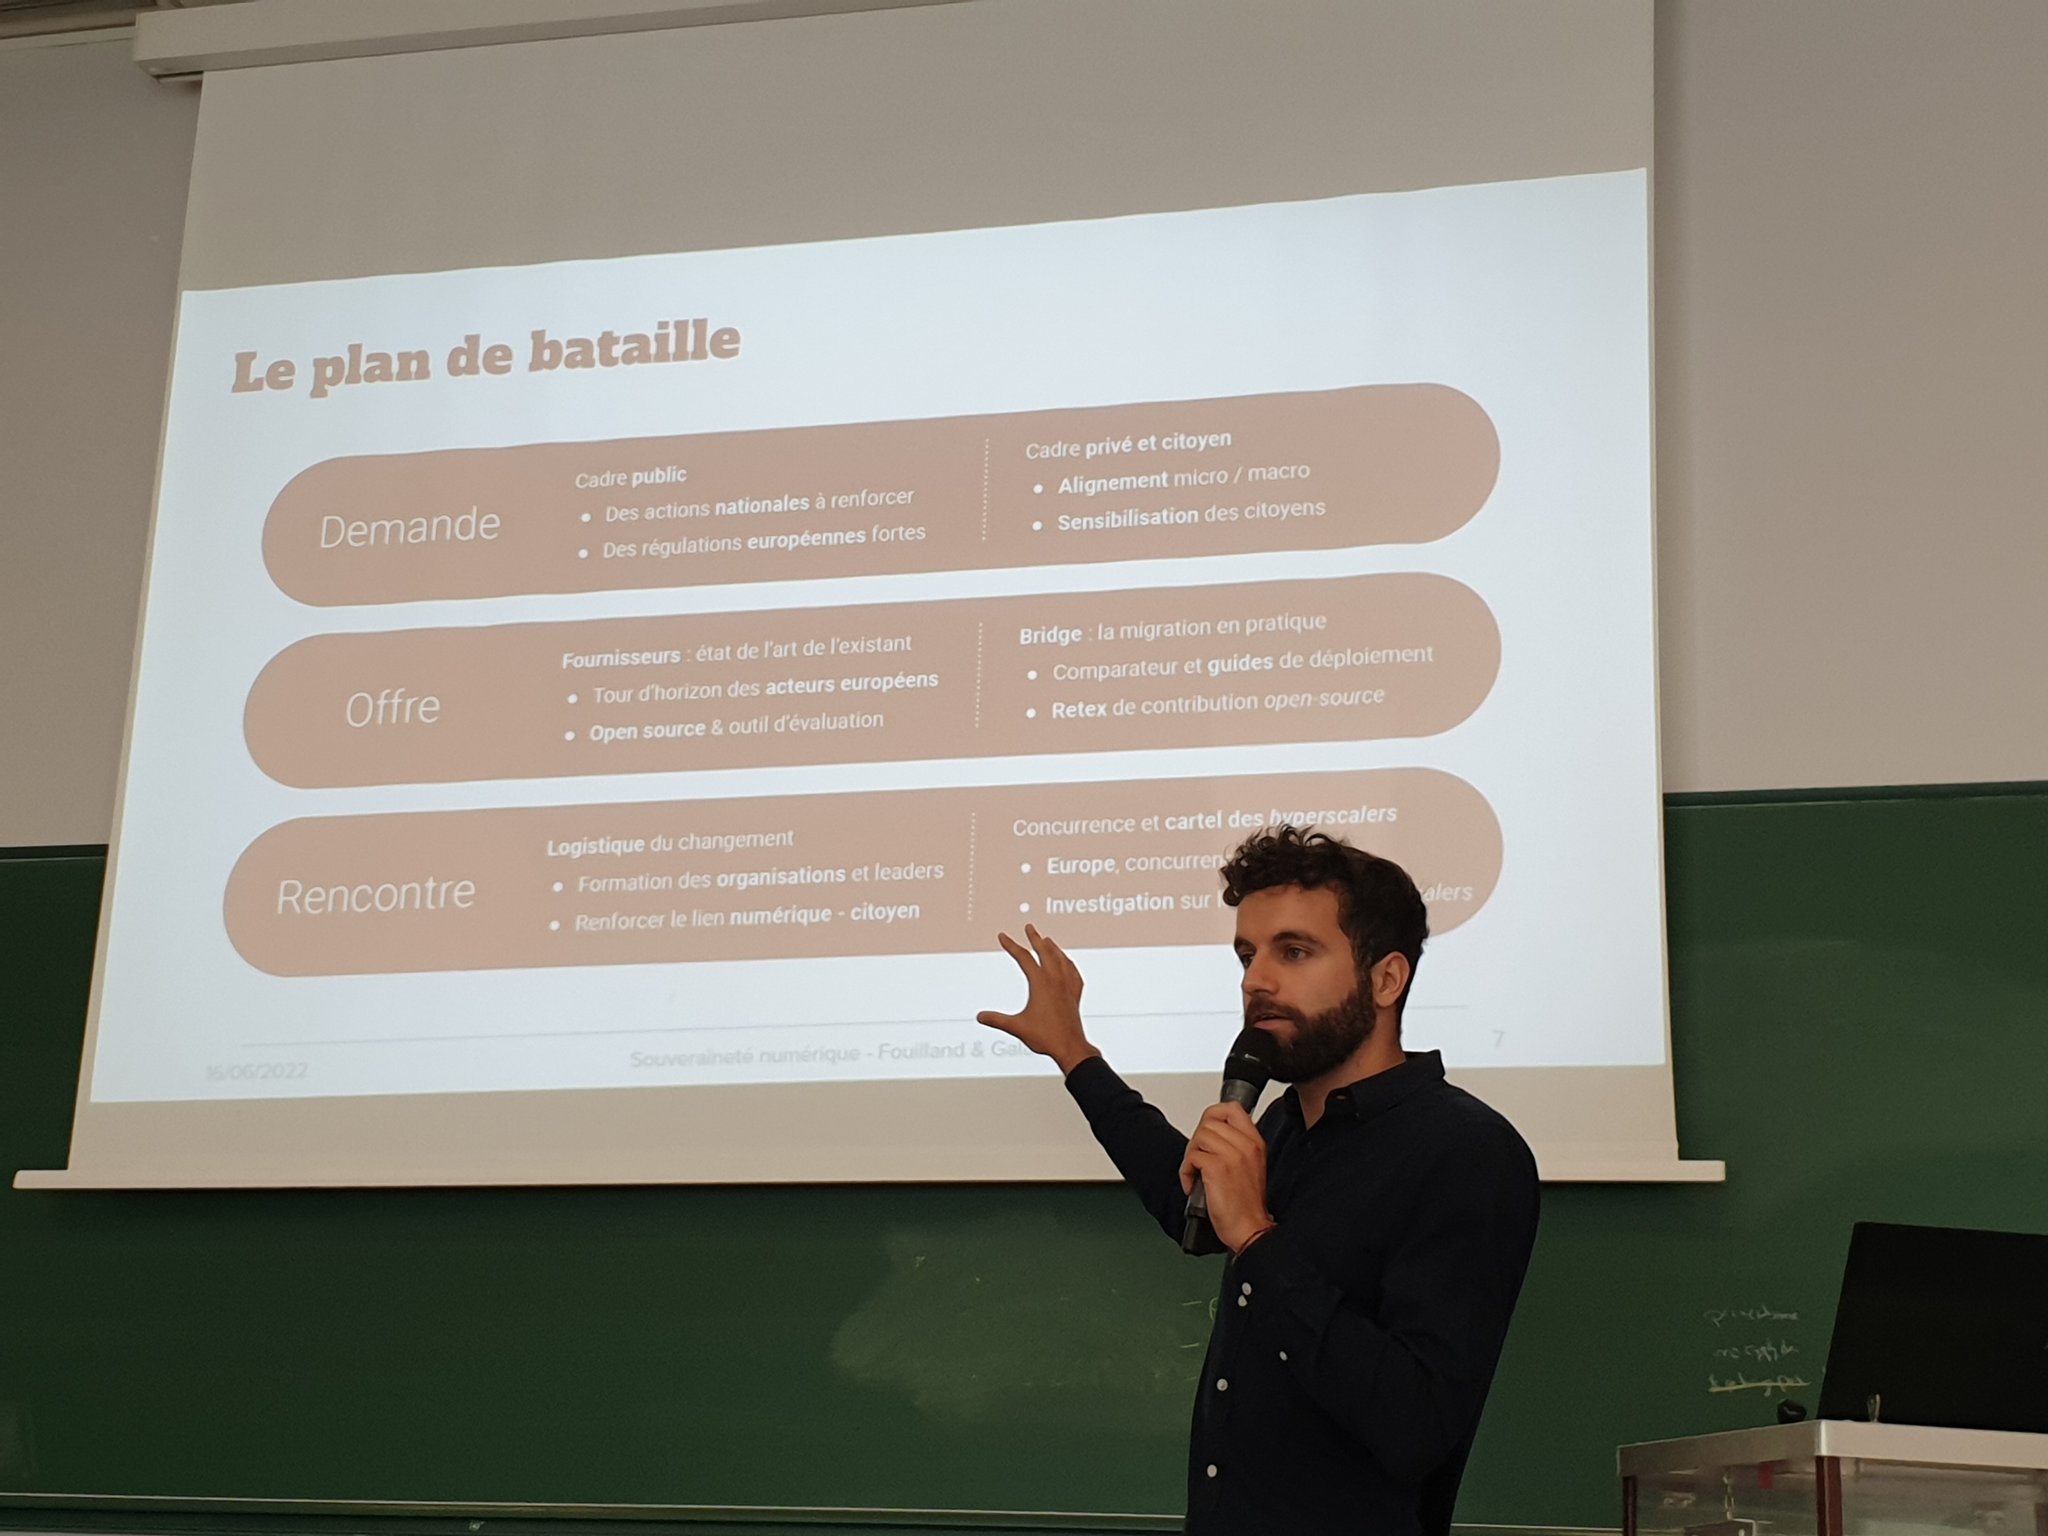 Le plan de bataille
Demande
Cadre public
Des actions nationales à renforcer
Des régulations européennes fortes
Cadre privé et citoyen
Alignement micro / macro
Sensibilisation des citoyens
Offre
Fournisseurs : état de l'art de l'existant
Tour d'horizon des acteurs européens
Open source & outil d'évaluation
Bridge : la migration en pratique
Comparateur et guides de déploiement
Retex de contribution open-source
Rencontre
Logistique du changement
Formation des organisations et leaders
Renforcer le lien numérique - citoyen
Concurrence et cartel des hyperscalers
Europe,
Investigation sur
16/06/2022
Souveraineté numérique - Fouilland &
7